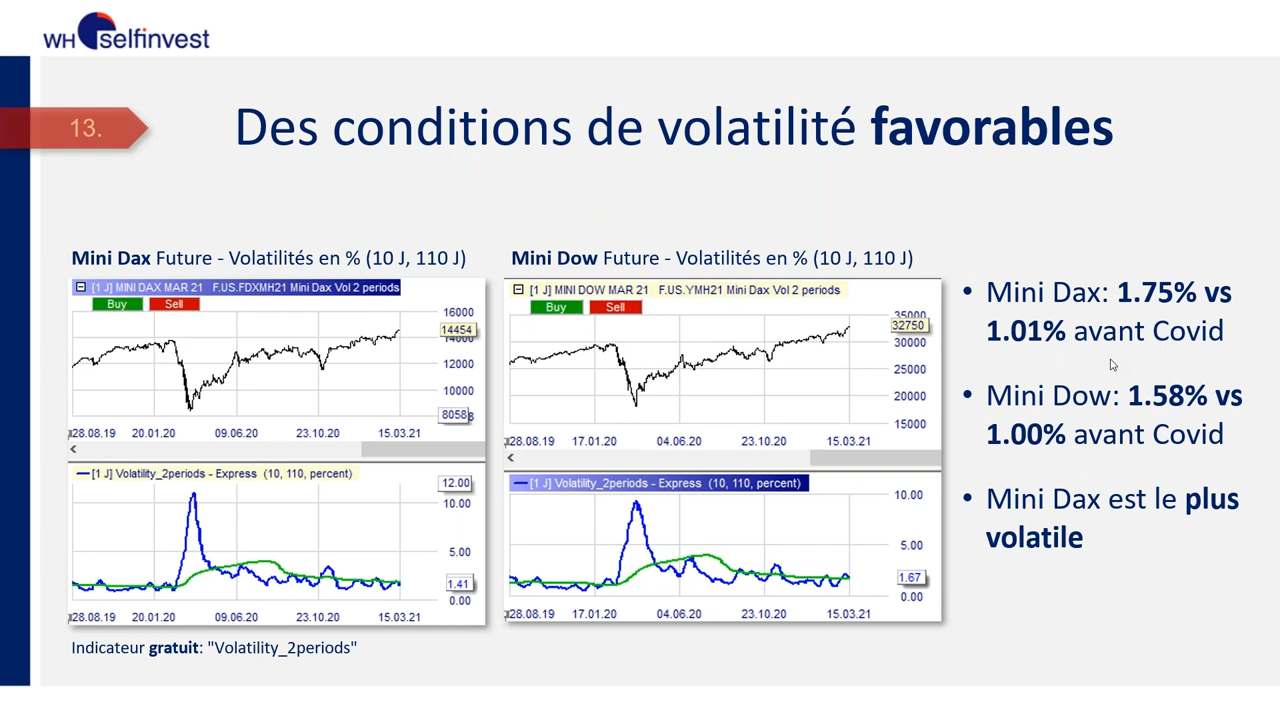 WH selfinvest
13.
Des conditions de volatilité favorables
Mini Dax Future - Volatilités en % (10 J, 110 J)
[1 J] MINI DAX MAR 21 F.US.FDXMH21 Mini Dax Vol 2 periods
Buy Sell
16000
14454
14000
12000
10000
8058
28.08.19 20.01.20 09.06.20 23.10.20 15.03.21
[1 J] Volatility_2periods - Express (10, 110, percent)
12.00
10.00
5.00
1.41
0.00
28.08.19 20.01.20 09.06.20 23.10.20 15.03.21
Indicateur gratuit: "Volatility_2periods"
Mini Dow Future - Volatilités en % (10 J, 110 J)
[1 J] MINI DOW MAR 21 F.US.YMH21 Mini Dax Vol 2 periods
Buy Sell
35000
32750
30000
25000
20000
15000
28.08.19 17.01.20 04.06.20 23.10.20 15.03.21
[1 J] Volatility_2periods - Express (10, 110, percent)
10.00
5.00
1.67
0.00
28.08.19 17.01.20 04.06.20 23.10.20 15.03.21
• Mini Dax: 1.75% vs
1.01% avant Covid
• Mini Dow: 1.58% vs
1.00% avant Covid
• Mini Dax est le plus
volatile